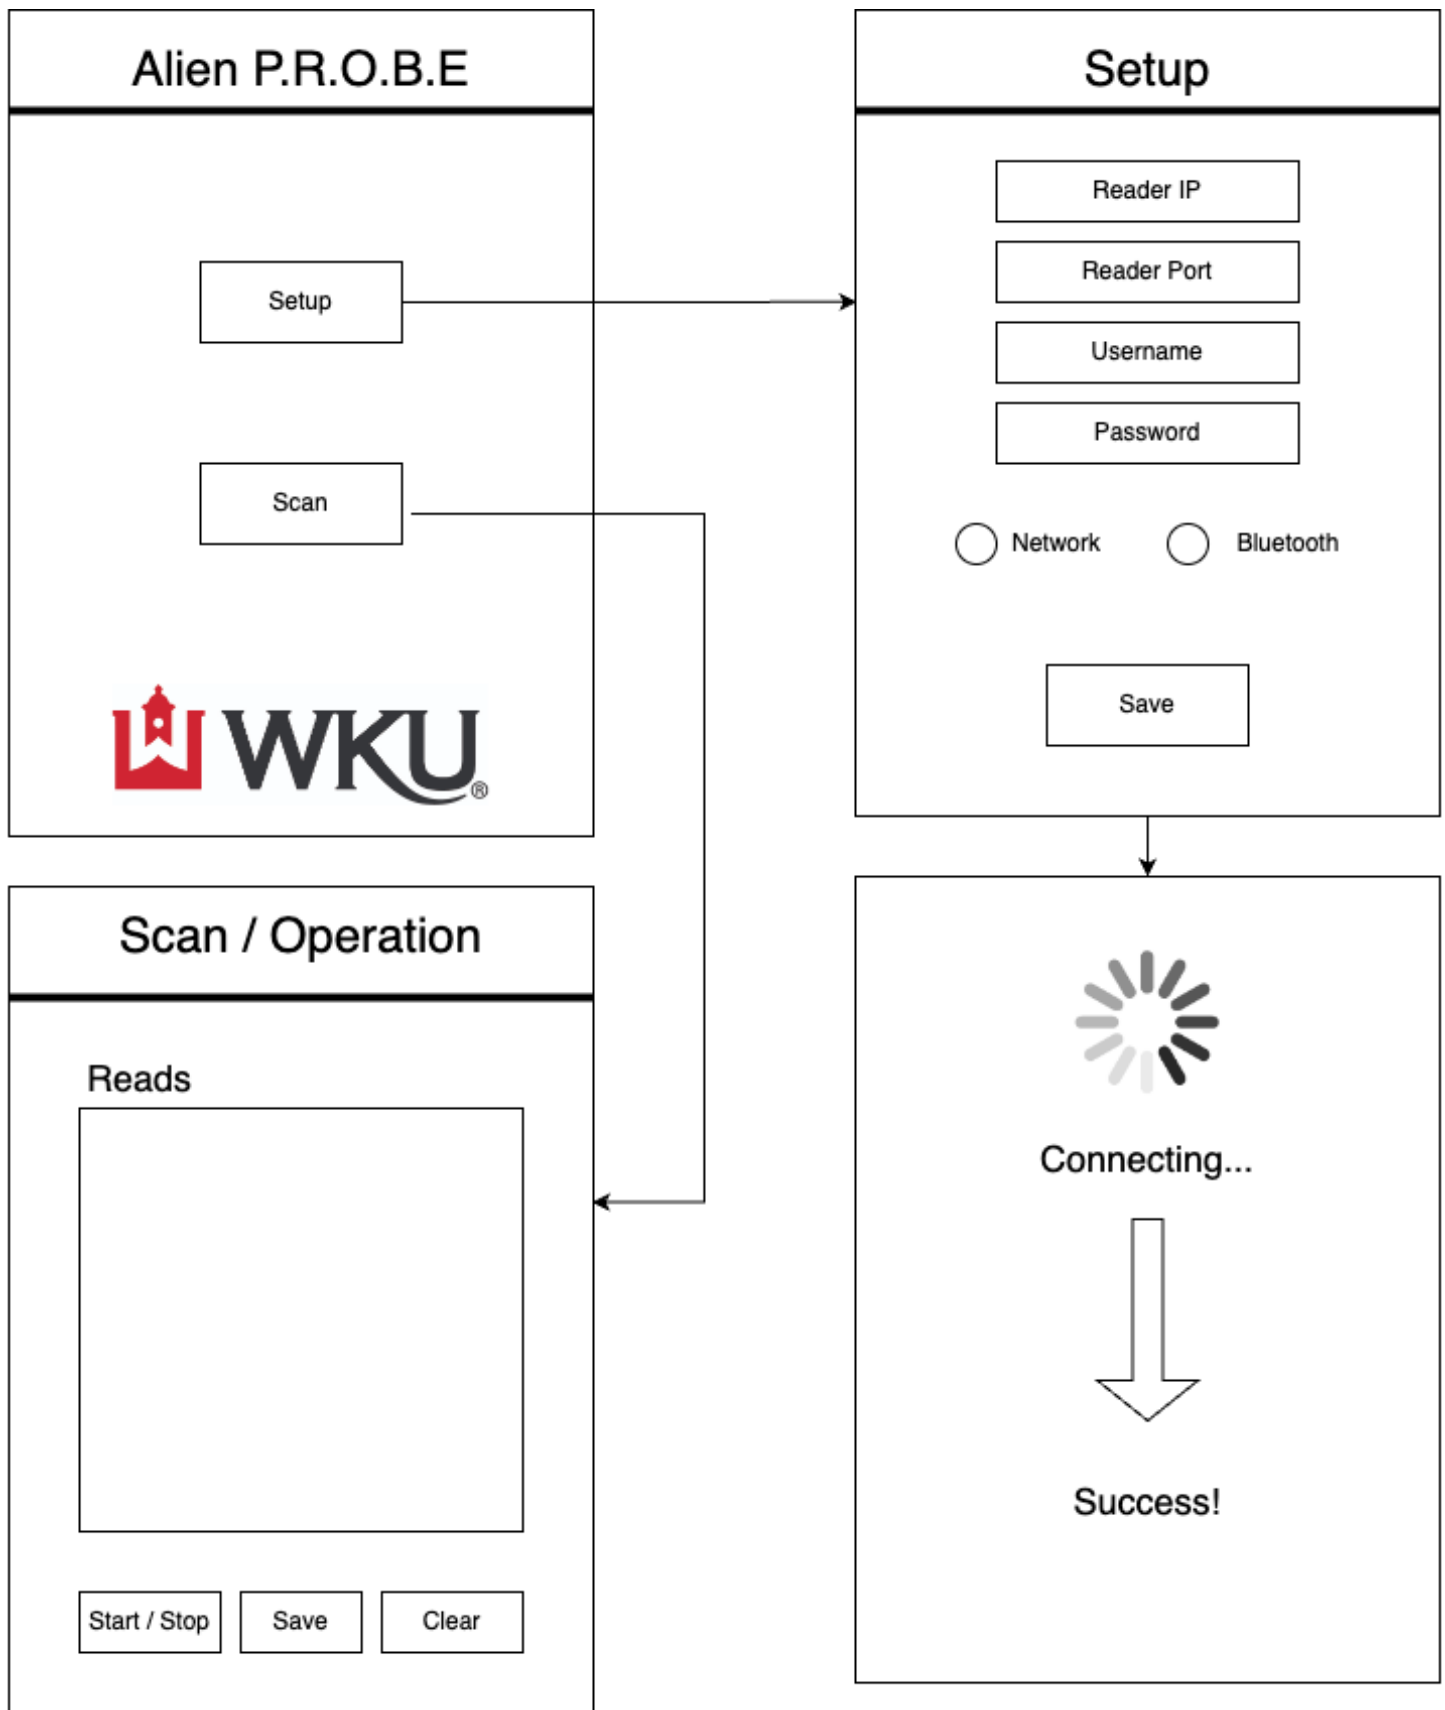 Alien P.R.O.B.E
Setup
Scan
WKU®
Setup
Reader IP
Reader Port
Username
Password
Network
Bluetooth
Save
Scan / Operation
Reads
Start / Stop
Save
Clear
Connecting...
Success!